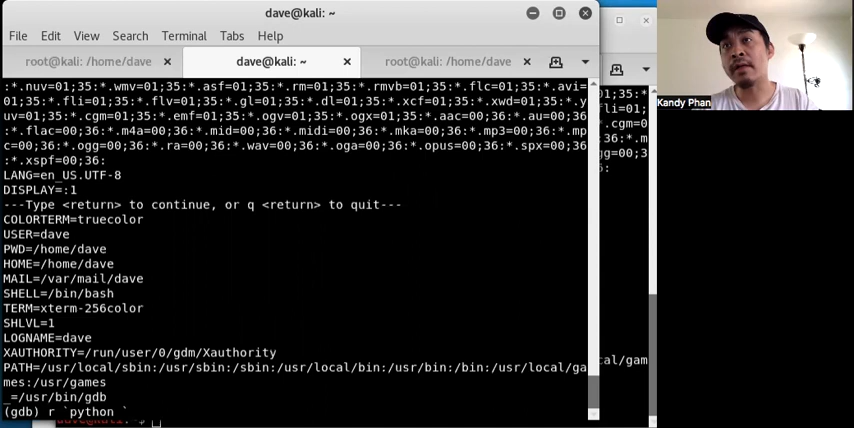 dave@kali: ~
File Edit View Search Terminal Tabs Help
root@kali: /home/dave × dave@kali: ~ × root@kali: /home/dave ×
:*.nuv=01;35:*.wmv=01;35:*.asf=01;35:*.rm=01;35:*.rmvb=01;35:*.flc=01;35:*.avi=
01;35:*.fli=01;35:*.flv=01;35:*.gl=01;35:*.dl=01;35:*.xcf=01;35:*.xwd=01;35:*.y
uv=01;35:*.cgm=01;35:*.emf=01;35:*.ogv=01;35:*.ogx=01;35:*.aac=00;36:*.au=00;36
:*.flac=00;36:*.m4a=00;36:*.mid=00;36:*.midi=00;36:*.mka=00;36:*.mp3=00;36:*.mp
c=00;36:*.ogg=00;36:*.ra=00;36:*.wav=00;36:*.oga=00;36:*.opus=00;36:*.spx=00;36
:*.xspf=00;36:
LANG=en_US.UTF-8
DISPLAY=:1
---Type <return> to continue, or q <return> to quit---
COLORTERM=truecolor
USER=dave
PWD=/home/dave
HOME=/home/dave
MAIL=/var/mail/dave
SHELL=/bin/bash
TERM=xterm-256color
SHLVL=1
LOGNAME=dave
XAUTHORITY=/run/user/0/gdm/Xauthority
PATH=/usr/local/sbin:/usr/sbin:/sbin:/usr/local/bin:/usr/bin:/bin:/usr/local/ga
mes:/usr/games
_=/usr/bin/gdb
(gdb) r `python `
Kandy Phan
cal/gam